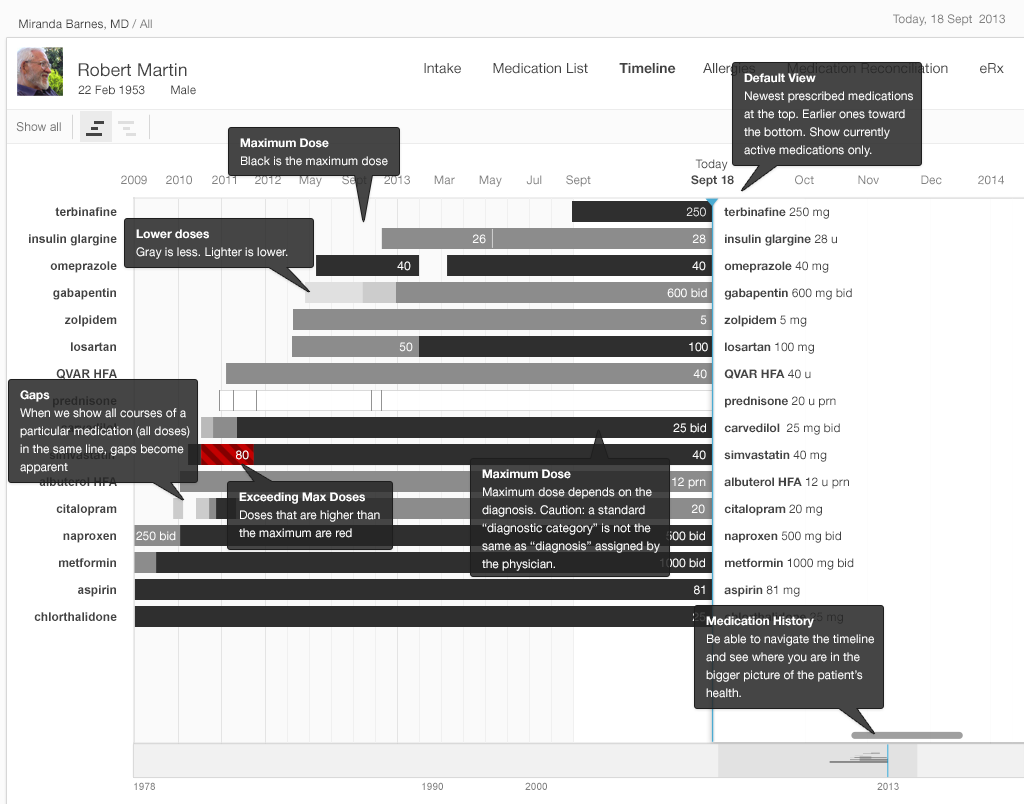 Miranda Barnes, MD / All
Today, 18 Sept 2013
Robert Martin
22 Feb 1953 Male
Intake Medication List Timeline Allergies Medication Reconciliation eRx
Show all
Default View
Newest prescribed medications
at the top. Earlier ones toward
the bottom. Show currently
active medications only.
Maximum Dose
Black is the maximum dose
Today
2009 2010 2011 2012 May Sept 2013 Mar May Jul Sept Sept 18 Oct Nov Dec 2014
terbinafine 250 terbinafine 250 mg
Lower doses
Gray is less. Lighter is lower.
insulin glargine 26 28 insulin glargine 28 u
omeprazole 40 40 omeprazole 40 mg
gabapentin 600 bid gabapentin 600 mg bid
zolpidem 5 zolpidem 5 mg
losartan 50 100 losartan 100 mg
QVAR HFA 40 QVAR HFA 40 u
Gaps
When we show all courses of a
particular medication (all doses)
in the same line, gaps become
apparent
prednisone prednisone 20 u prn
carvedilol 25 bid carvedilol 25 mg bid
simvastatin 80 40 simvastatin 40 mg
albuterol HFA 12 prn albuterol HFA 12 u prn
citalopram 20 citalopram 20 mg
Exceeding Max Doses
Doses that are higher than
the maximum are red
Maximum Dose
Maximum dose depends on the
diagnosis. Caution: a standard
“diagnostic category” is not the
same as “diagnosis” assigned by
the physician.
naproxen 250 bid 500 bid naproxen 500 mg bid
metformin 1000 bid metformin 1000 mg bid
aspirin 81 aspirin 81 mg
chlorthalidone 25 chlorthalidone 25 mg
Medication History
Be able to navigate the timeline
and see where you are in the
bigger picture of the patient’s
health.
1978 1990 2000 2013